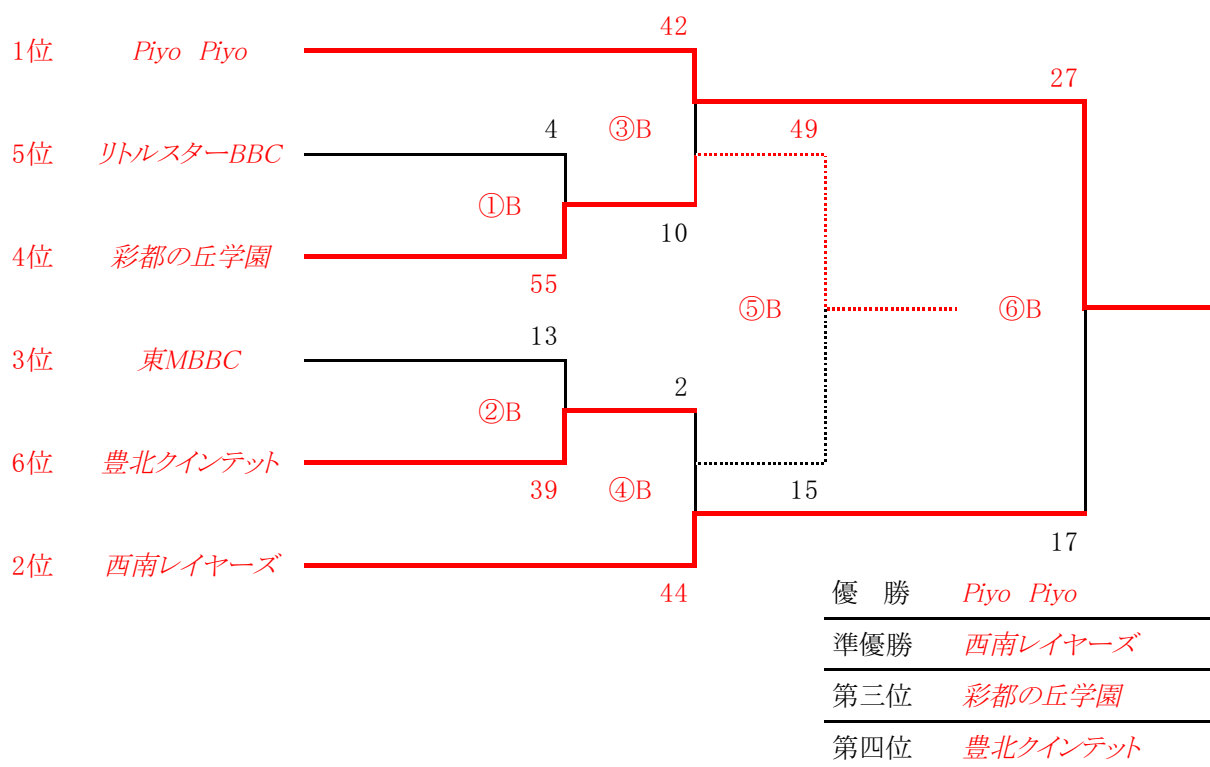 42
1位 Piyo Piyo
27
4 ③B 49
5位 リトルスターBBC
①B
10
4位 彩都の丘学園
55
⑤B ⑥B
13
3位 東MBBC
2
②B
6位 豊北クインテット
39 ④B 15
17
2位 西南レイヤーズ
44
優 勝 Piyo Piyo
準優勝 西南レイヤーズ
第三位 彩都の丘学園
第四位 豊北クインテット